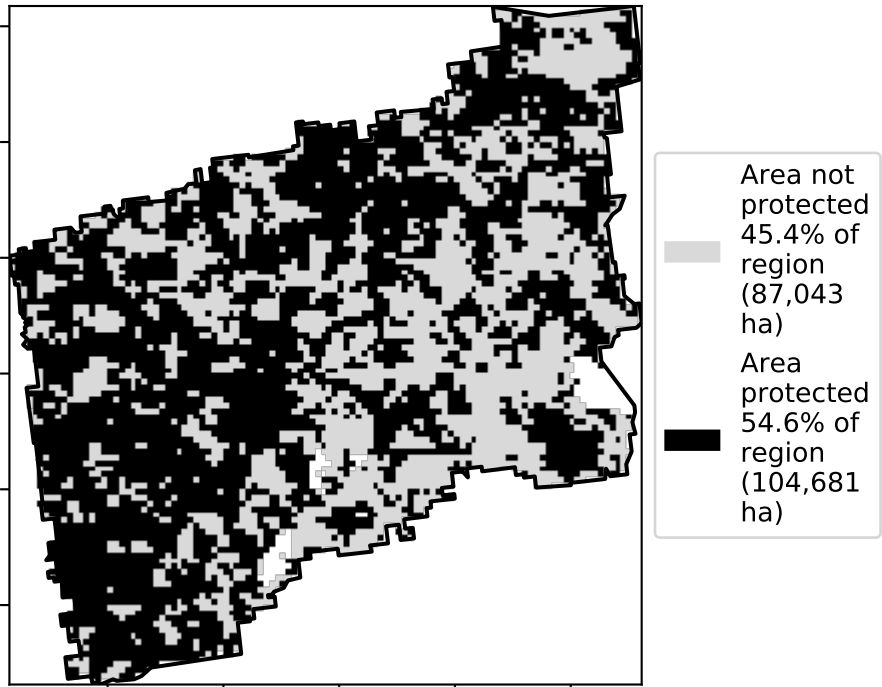 Area not
protected
45.4% of
region
(87,043
ha)
Area
protected
54.6% of
region
(104,681
ha)